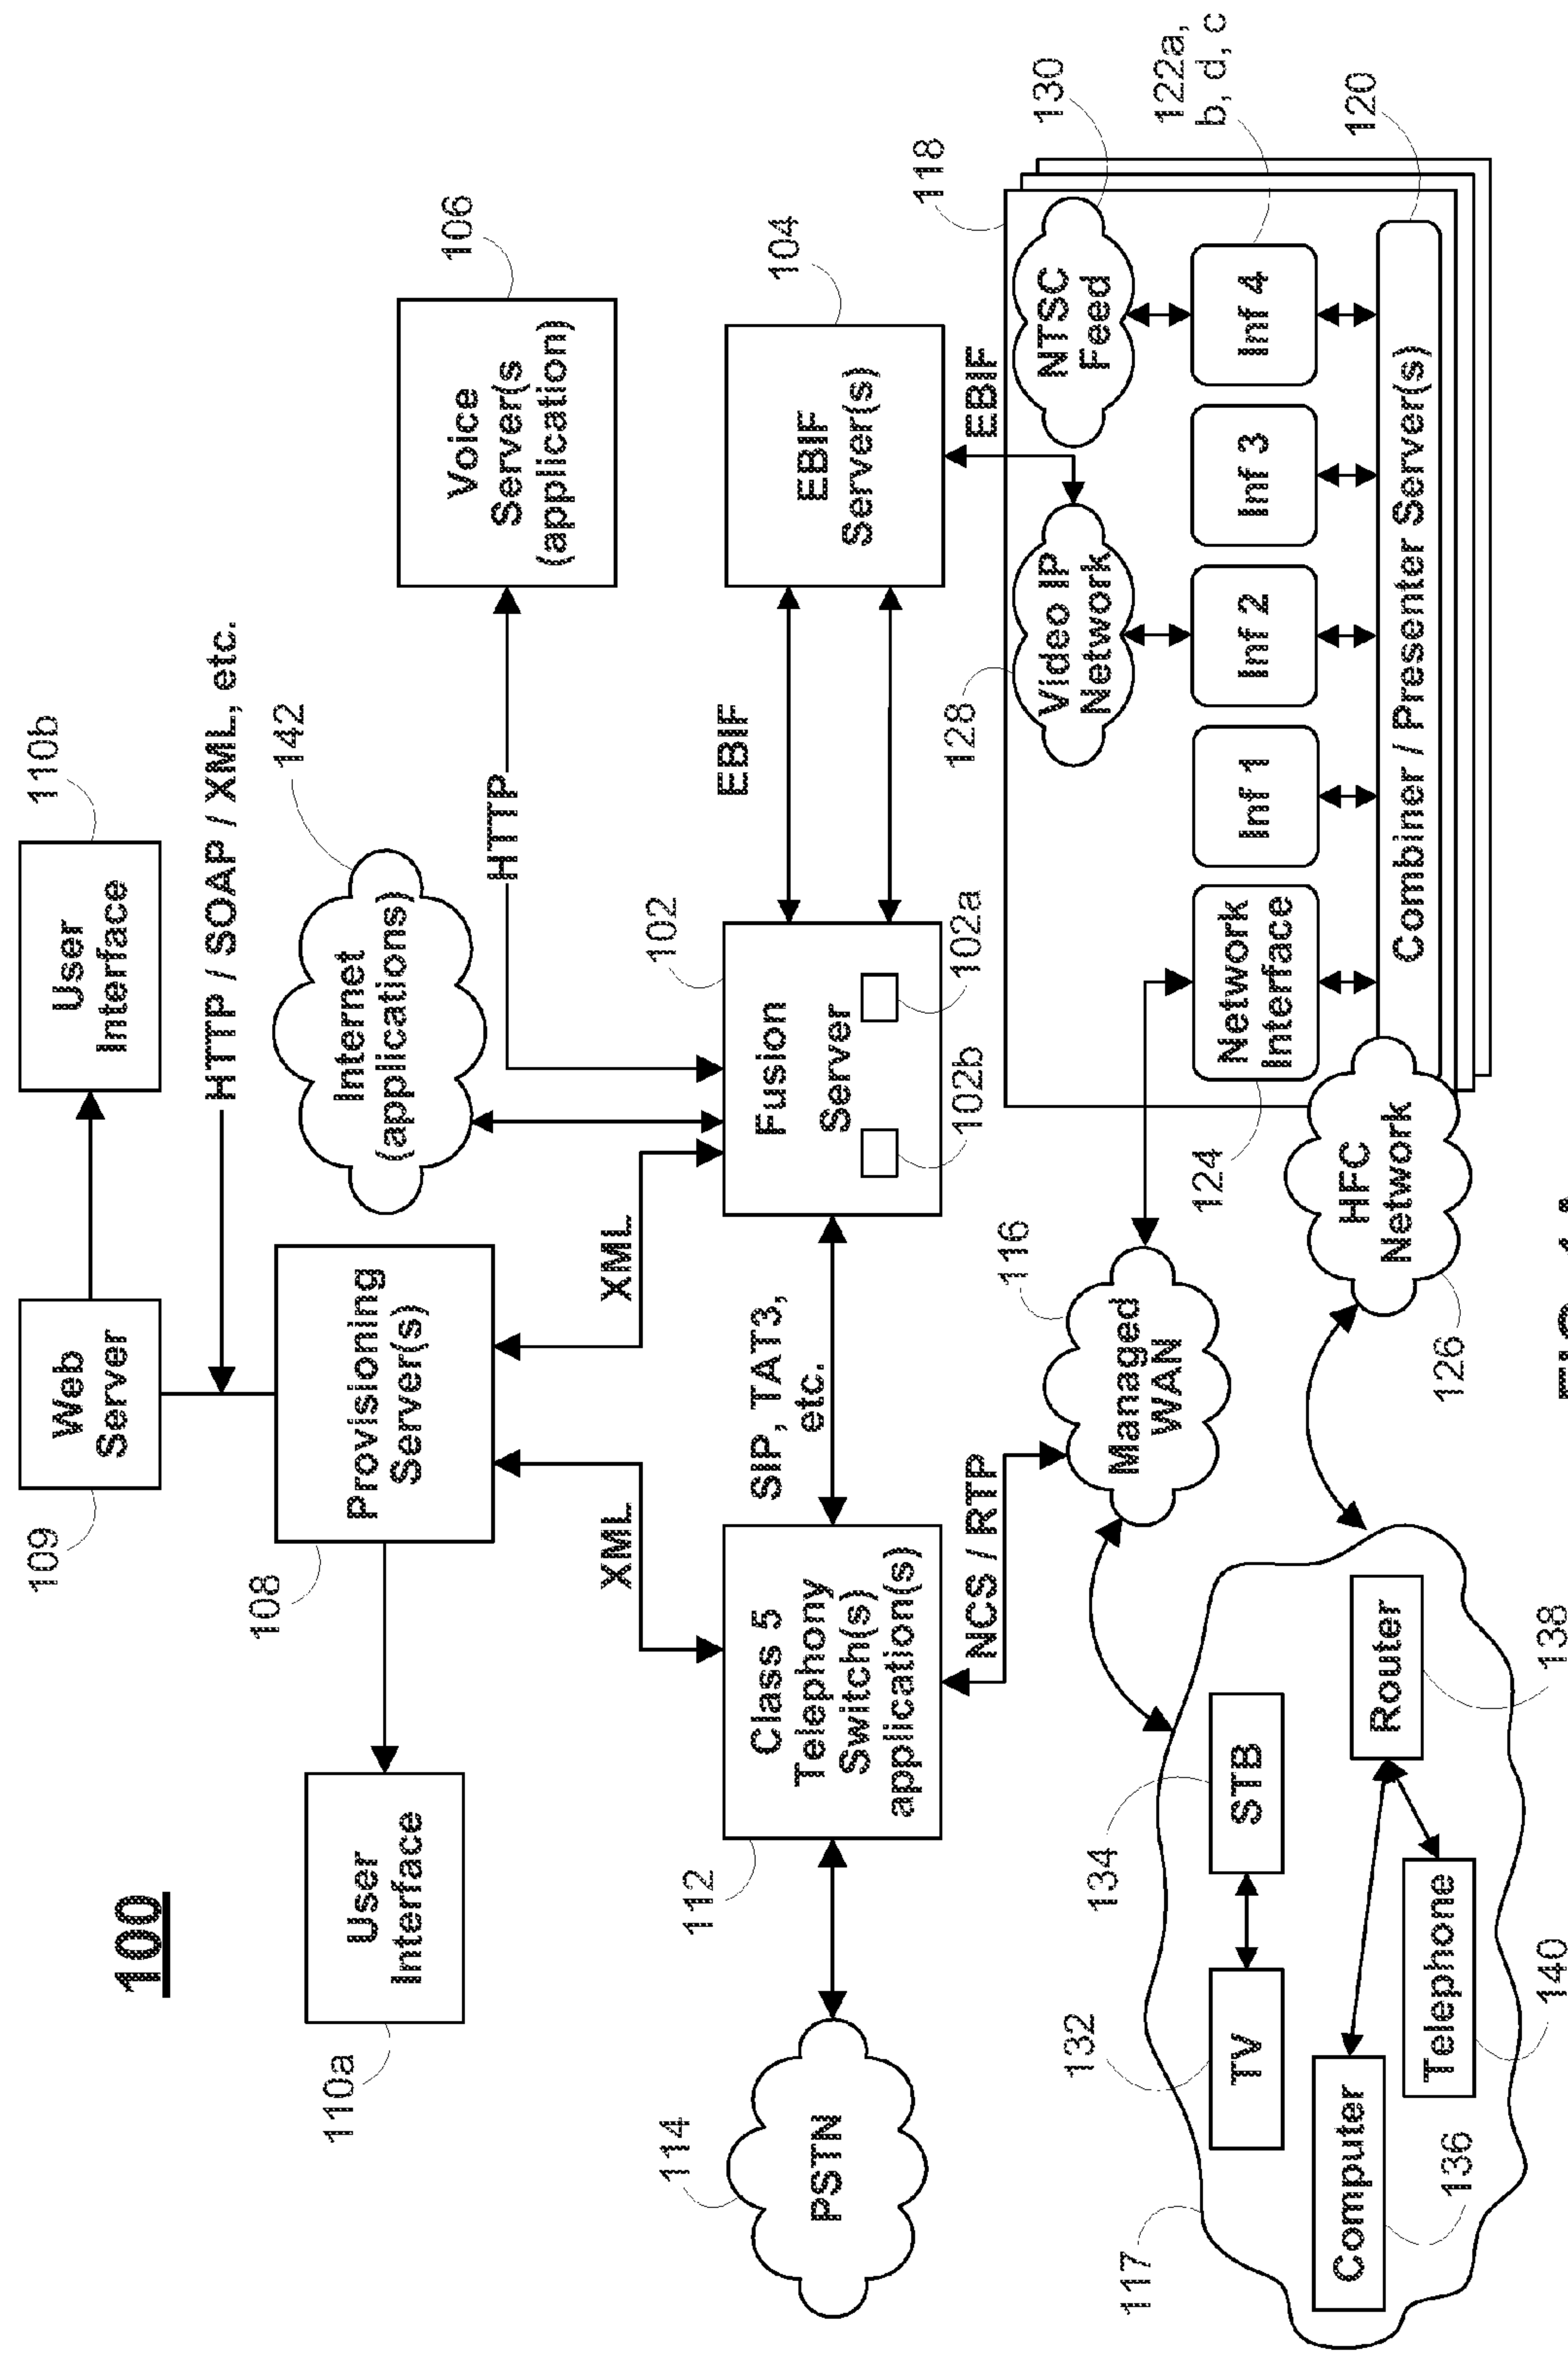 100
109
Web
Server
User
Interface
110b
HTTP / SOAP / XML, etc.
108
Provisioning
Server(s)
110a
User
Interface
Internet
(applications)
142
Voice
Server(s
(application)
106
HTTP
XML
XML
114
PSTN
112
Class 5
Telephony
Switch(s)
application(s)
SIP, TAT3,
etc.
Fusion
Server
102
102b
102a
EBIF
EBIF
Server(s)
104
EBIF
NCS / RTP
116
Managed
WAN
118
128
Video IP
Network
NTSC
Feed
130
124
Network
Interface
Inf 1
Inf 2
Inf 3
Inf 4
122a,
b, d, c
Combiner / Presenter Server(s)
120
HFC
Network
126
117
132
TV
134
STB
Computer
136
Telephone
140
Router
138